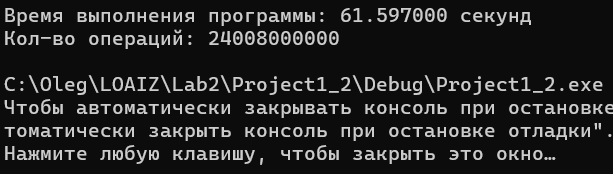 Время выполнения программы: 61.597000 секунд
Кол-во операций: 24008000000
C:\Oleg\LOAIZ\Lab2\Project1_2\Debug\Project1_2.exe
Чтобы автоматически закрывать консоль при остановке
томатически закрыть консоль при остановке отладки".
Нажмите любую клавишу, чтобы закрыть это окно…